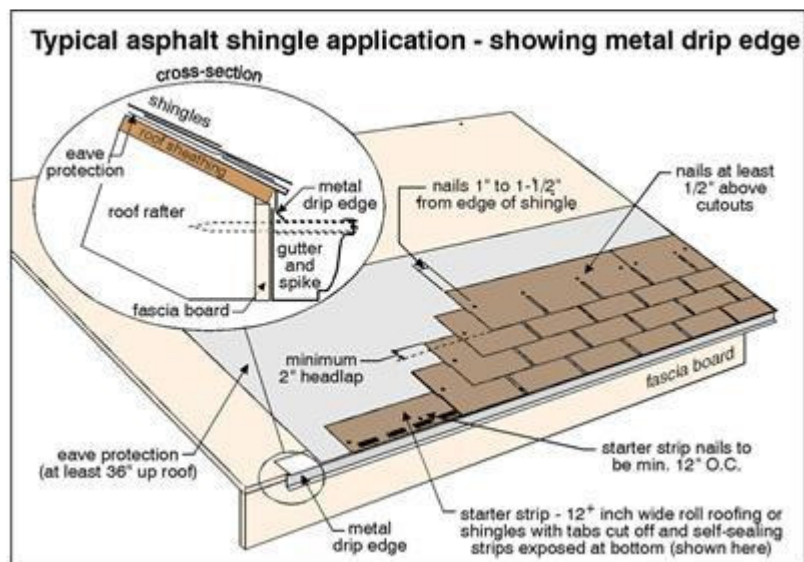 Typical asphalt shingle application - showing metal drip edge
cross-section
shingles
eave
protection
roof sheathing
metal
drip edge
roof rafter
gutter
and
spike
fascia board
nails 1" to 1-1/2"
from edge of shingle
nails at least
1/2" above
cutouts
minimum
2" headlap
fascia board
eave protection
(at least 36" up roof)
starter strip nails to
be min. 12" O.C.
metal
drip edge
starter strip - 12+ inch wide roll roofing or
shingles with tabs cut off and self-sealing
strips exposed at bottom (shown here)